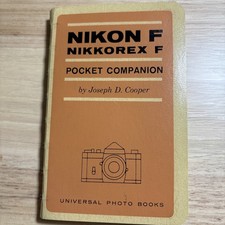 NIKON F
NIKKOREX F
POCKET COMPANION
by Joseph D. Cooper
UNIVERSAL PHOTO BOOKS